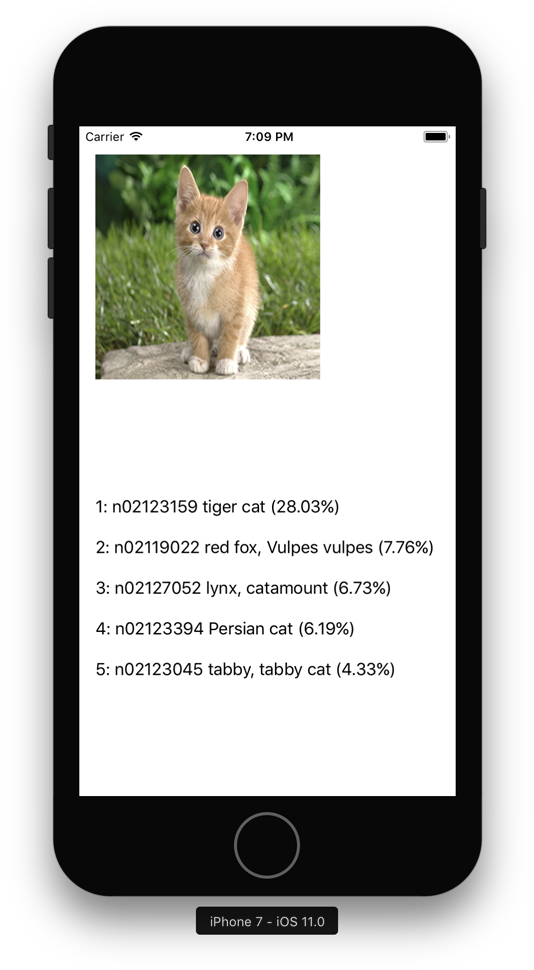 Carrier 7:09 PM
1: n02123159 tiger cat (28.03%)
2: n02119022 red fox, Vulpes vulpes (7.76%)
3: n02127052 lynx, catamount (6.73%)
4: n02123394 Persian cat (6.19%)
5: n02123045 tabby, tabby cat (4.33%)
iPhone 7 - iOS 11.0